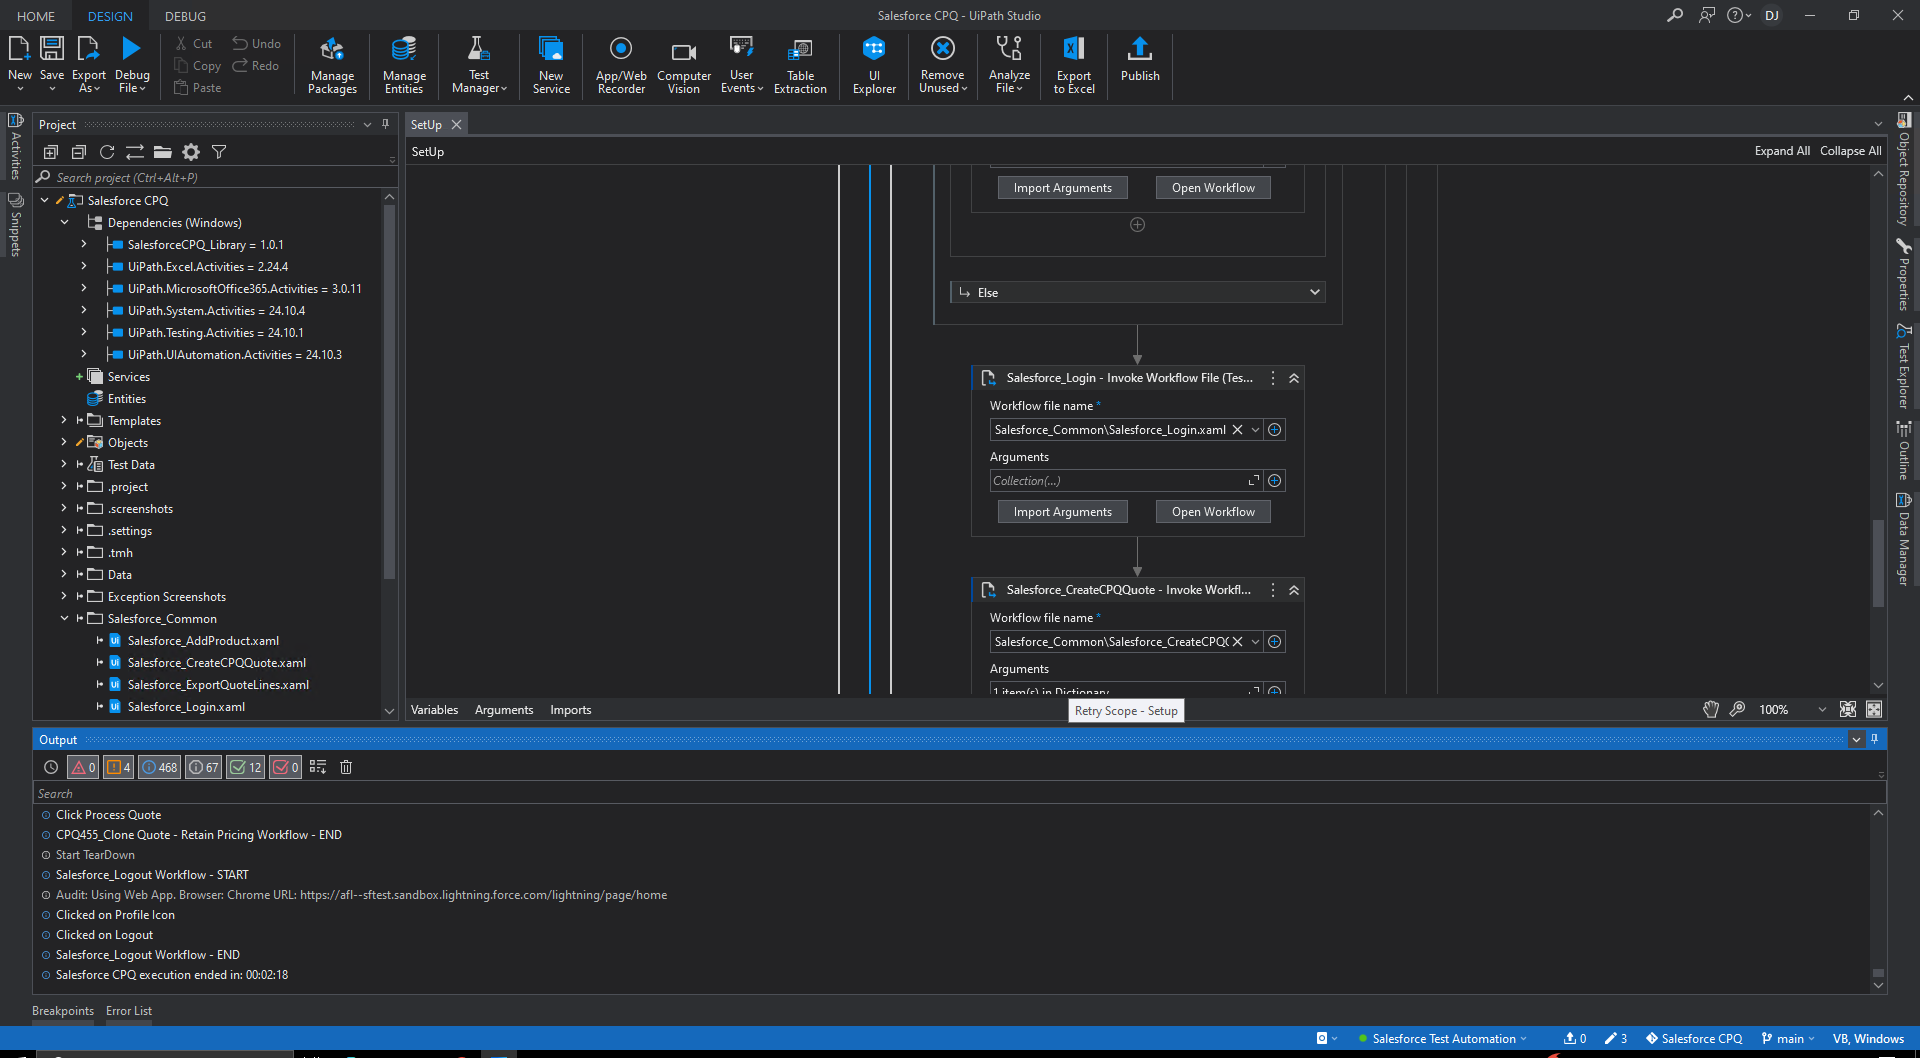 HOME DESIGN DEBUG
Salesforce CPQ - UiPath Studio
DJ
New Save Export As Debug File
Cut Copy Paste Undo Redo
Manage Packages
Manage Entities
Test Manager
New Service
App/Web Recorder
Computer Vision
User Events
Table Extraction
UI Explorer
Remove Unused
Analyze File
Export to Excel
Publish
Activities
Snippets
Project
Search project (Ctrl+Alt+P)
Salesforce CPQ
Dependencies (Windows)
SalesforceCPQ_Library = 1.0.1
UiPath.Excel.Activities = 2.24.4
UiPath.MicrosoftOffice365.Activities = 3.0.11
UiPath.System.Activities = 24.10.4
UiPath.Testing.Activities = 24.10.1
UiPath.UIAutomation.Activities = 24.10.3
Services
Entities
Templates
Objects
Test Data
.project
.screenshots
.settings
.tmh
Data
Exception Screenshots
Salesforce_Common
Salesforce_AddProduct.xaml
Salesforce_CreateCPQQuote.xaml
Salesforce_ExportQuoteLines.xaml
Salesforce_Login.xaml
SetUp
SetUp
Expand All Collapse All
Import Arguments Open Workflow
Else
Salesforce_Login - Invoke Workflow File (Tes...
Workflow file name *
Salesforce_Common\Salesforce_Login.xaml
Arguments
Collection(...)
Import Arguments Open Workflow
Salesforce_CreateCPQQuote - Invoke Workfl...
Workflow file name *
Salesforce_Common\Salesforce_CreateCPQ
Arguments
1 item(s) in Dictionary
Variables Arguments Imports
Retry Scope - Setup
100%
Object Repository
Properties
Test Explorer
Outline
Data Manager
Output
0 4 468 67 12 0
Search
Click Process Quote
CPQ455_Clone Quote - Retain Pricing Workflow - END
Start TearDown
Salesforce_Logout Workflow - START
Audit: Using Web App. Browser: Chrome URL: https://afl--sftest.sandbox.lightning.force.com/lightning/page/home
Clicked on Profile Icon
Clicked on Logout
Salesforce_Logout Workflow - END
Salesforce CPQ execution ended in: 00:02:18
Breakpoints Error List
Salesforce Test Automation 0 3 Salesforce CPQ main VB, Windows